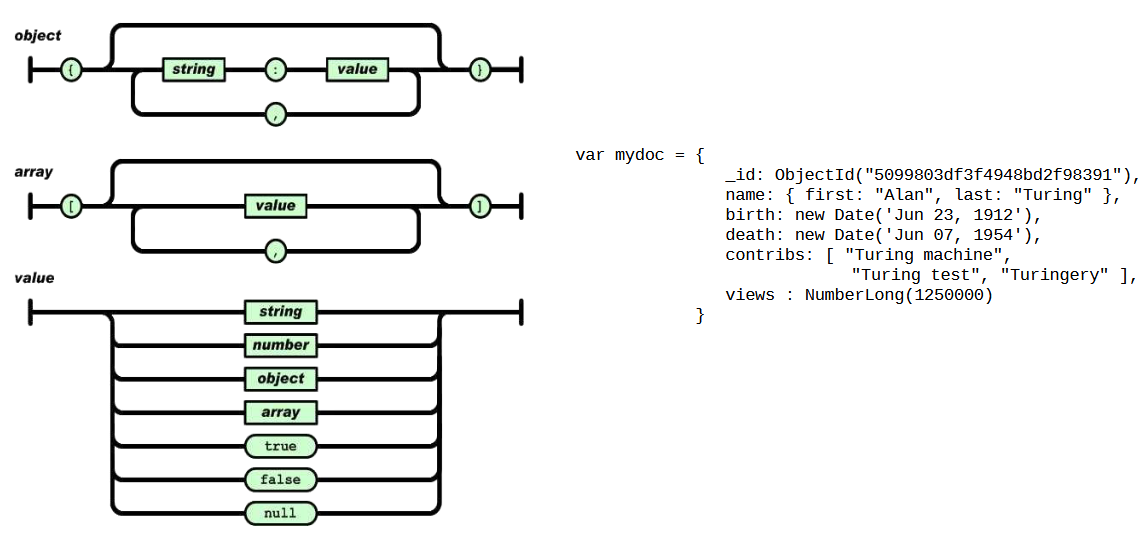 object
{ string : value }
,
array
[ value ]
,
value
string
number
object
array
true
false
null
var mydoc = {
_id: ObjectId("5099803df3f4948bd2f98391"),
name: { first: "Alan", last: "Turing" },
birth: new Date('Jun 23, 1912'),
death: new Date('Jun 07, 1954'),
contribs: [ "Turing machine",
"Turing test", "Turingery" ],
views : NumberLong(1250000)
}